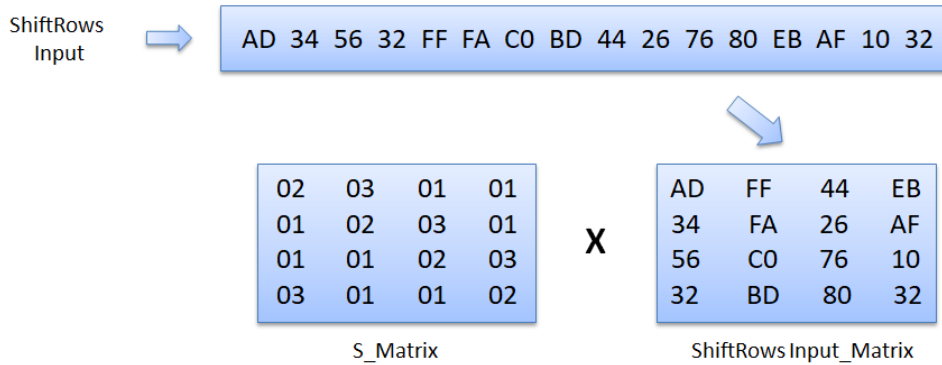 ShiftRows
Input
AD 34 56 32 FF FA C0 BD 44 26 76 80 EB AF 10 32
02 03 01 01
01 02 03 01
01 01 02 03
03 01 01 02
X
AD FF 44 EB
34 FA 26 AF
56 C0 76 10
32 BD 80 32
S_Matrix
ShiftRows Input_Matrix